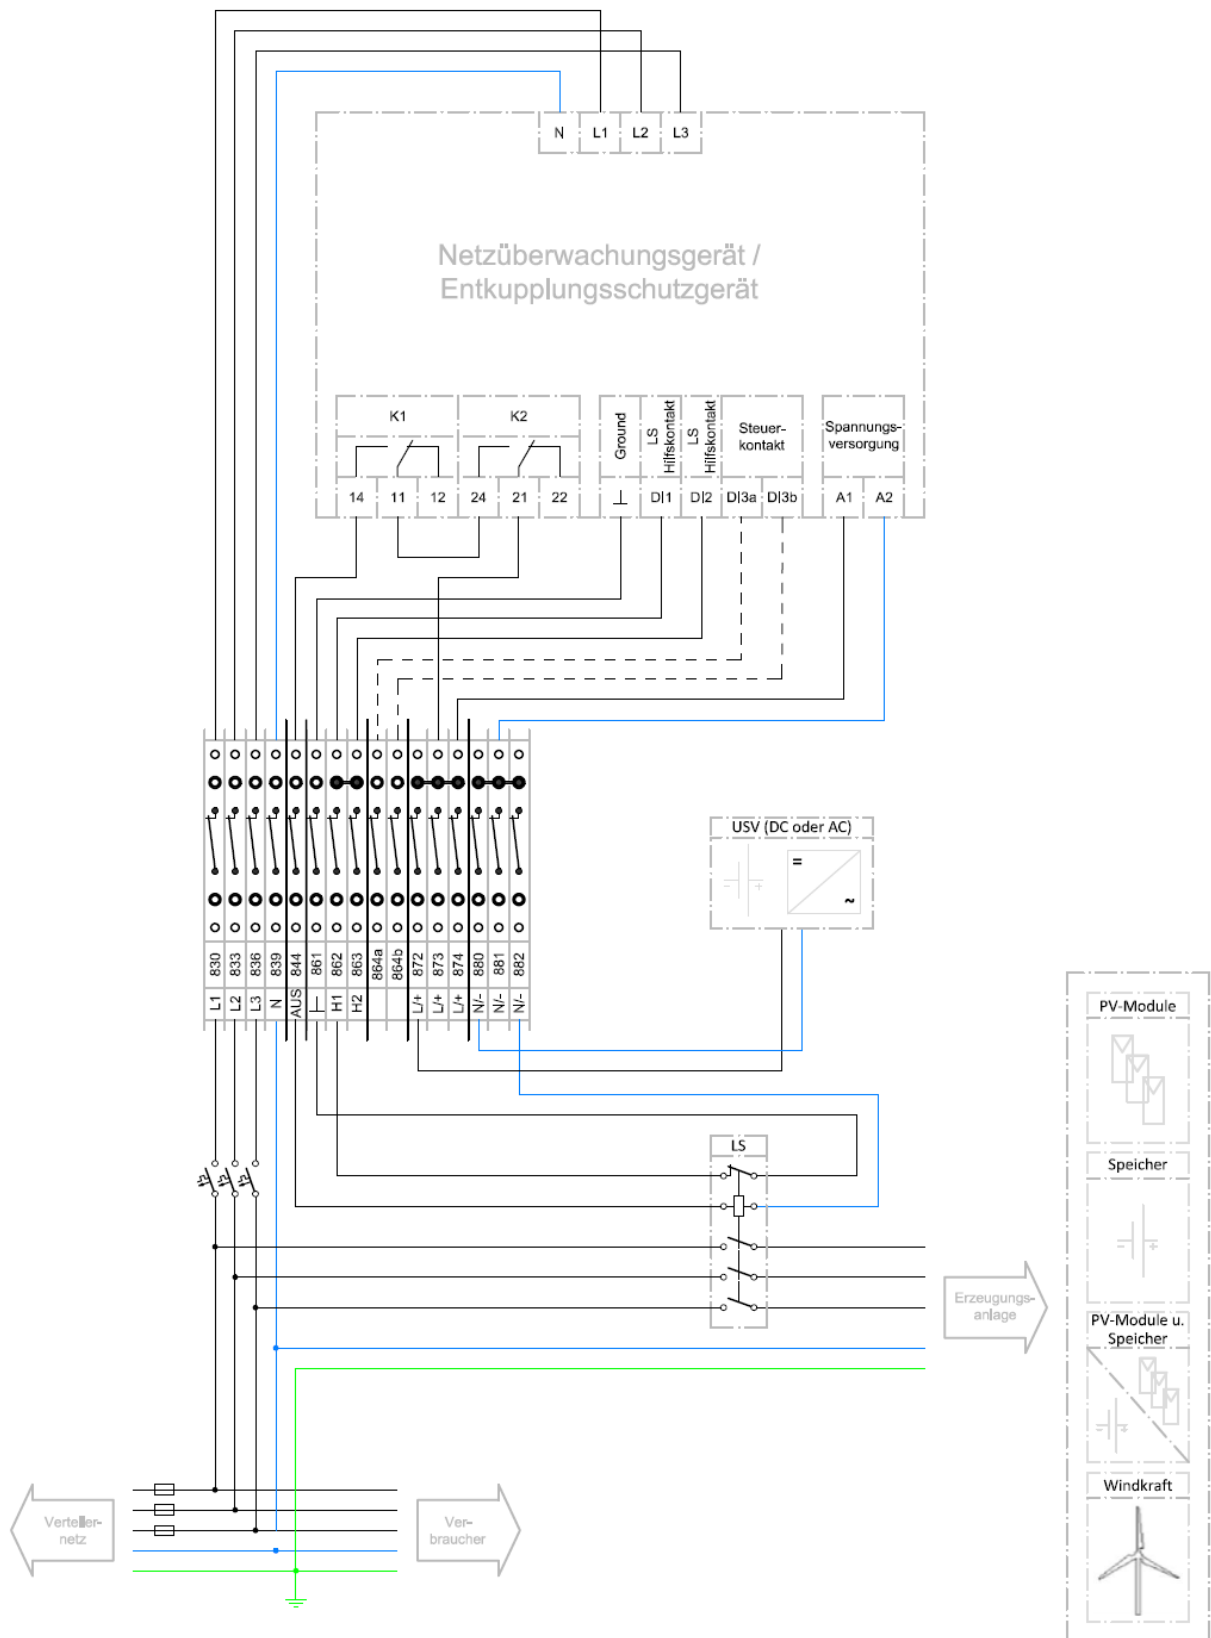 N L1 L2 L3
Netzüberwachungsgerät /
Entkupplungsschutzgerät
K1 K2
Ground
LS
Hilfskontakt
LS
Hilfskontakt
Steuer-
kontakt
Spannungs-
versorgung
14 11 12 24 21 22 ⊥ DI1 DI2 DI3a DI3b A1 A2
USV (DC oder AC)
=
~
830 833 836 839 844 861 862 863 864a 864b 872 873 874 880 881 882
L1 L2 L3 N AUS ⊥ H1 H2 L/+ L/+ L/+ N/- N/- N/-
LS
PV-Module
Speicher
PV-Module u.
Speicher
Windkraft
Erzeugungs-
anlage
Verteiler-
netz
Ver-
braucher